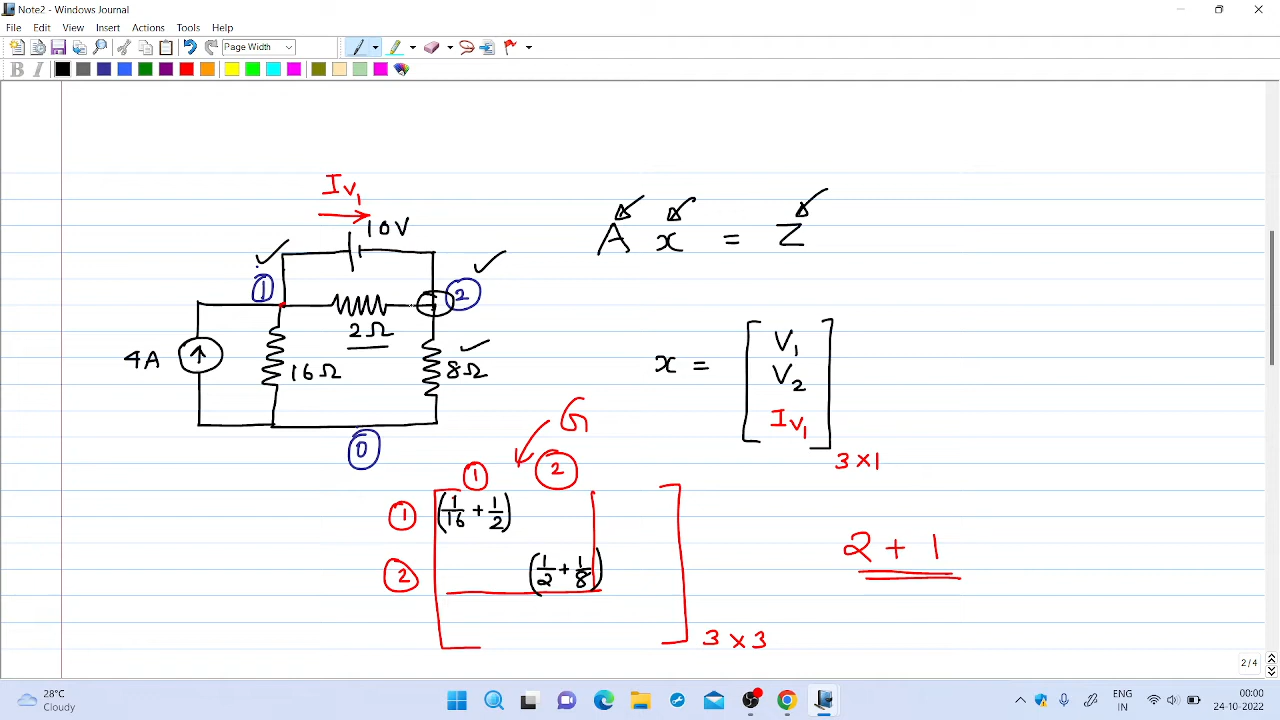 Note2 - Windows Journal
File Edit View Insert Actions Tools Help
Page Width
B I
I V₁
10V
A x = Z
1
2
2Ω
4A
16Ω
8Ω
0
x = [ V₁
V₂
I V₁ ] 3×1
G
1 2
1 (1/16 + 1/2)
2 (1/2 + 1/8)
3×3
2 + 1
2/4
28°C
Cloudy
ENG
IN
00:00
24-10-2022